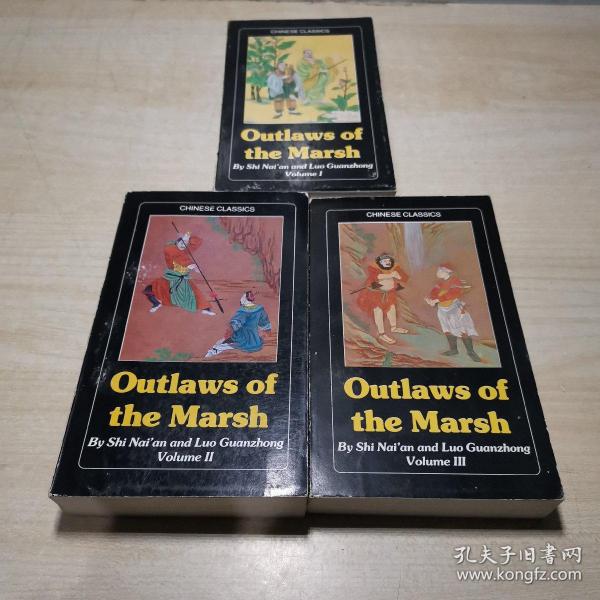 CHINESE CLASSICS
Outlaws of
the Marsh
By Shi Nai'an and Luo Guanzhong
Volume I
CHINESE CLASSICS
Outlaws of
the Marsh
By Shi Nai'an and Luo Guanzhong
Volume II
CHINESE CLASSICS
Outlaws of
the Marsh
By Shi Nai'an and Luo Guanzhong
Volume III
孔夫子旧书网
www.kongfz.com